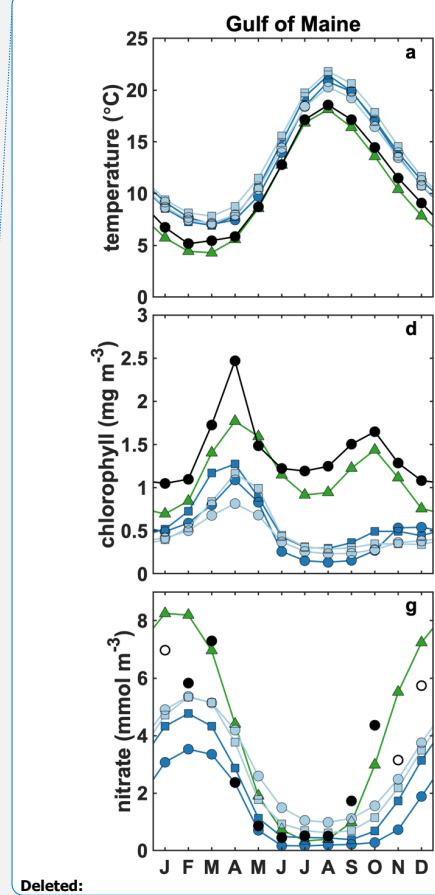 Gulf of Maine
a
25
20
15
10
5
0
temperature (°C)
d
3
2.5
2
1.5
1
0.5
0
chlorophyll (mg m⁻³)
g
8
6
4
2
0
nitrate (mmol m⁻³)
J F M A M J J A S O N D
Deleted: